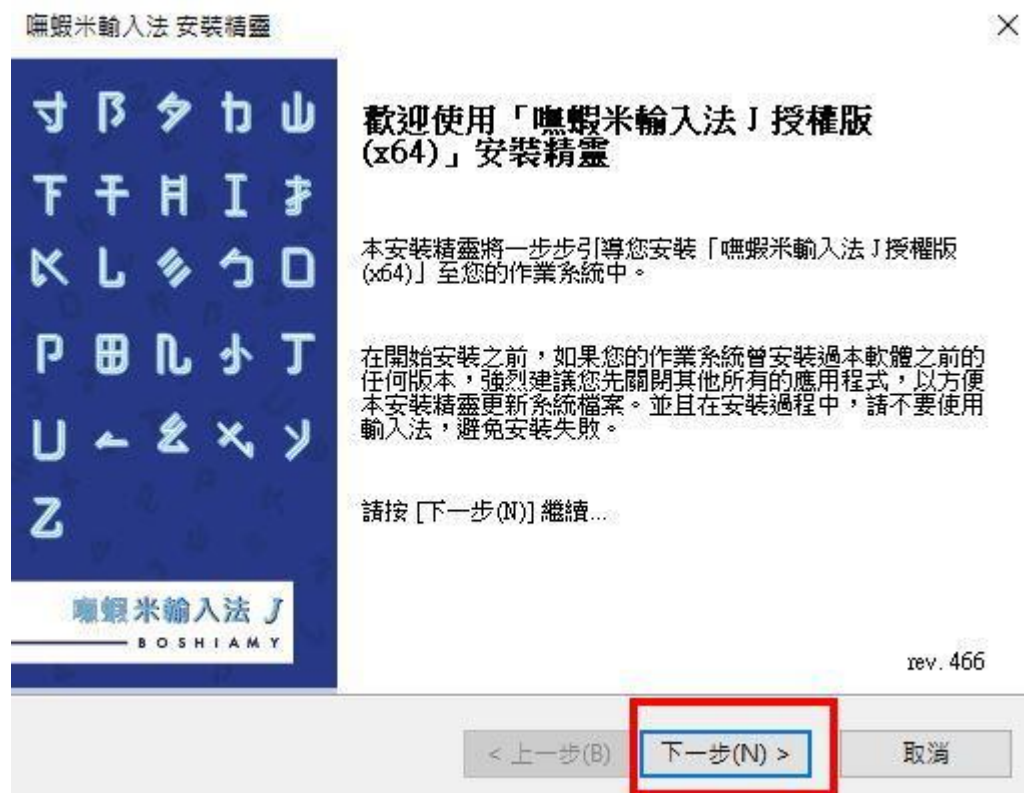 嘸蝦米輸入法 安裝精靈
歡迎使用「嘸蝦米輸入法 J 授權版
(x64)」安裝精靈
本安裝精靈將一步步引導您安裝「嘸蝦米輸入法 J 授權版
(x64)」至您的作業系統中。
在開始安裝之前，如果您的作業系統曾安裝過本軟體之前的
任何版本，強烈建議您先關閉其他所有的應用程式，以方便
本安裝精靈更新系統檔案。並且在安裝過程中，請不要使用
輸入法，避免安裝失敗。
請按 [下一步(N)] 繼續...
嘸蝦米輸入法 J
BOSHIAMY
rev. 466
< 上一步(B)
下一步(N) >
取消